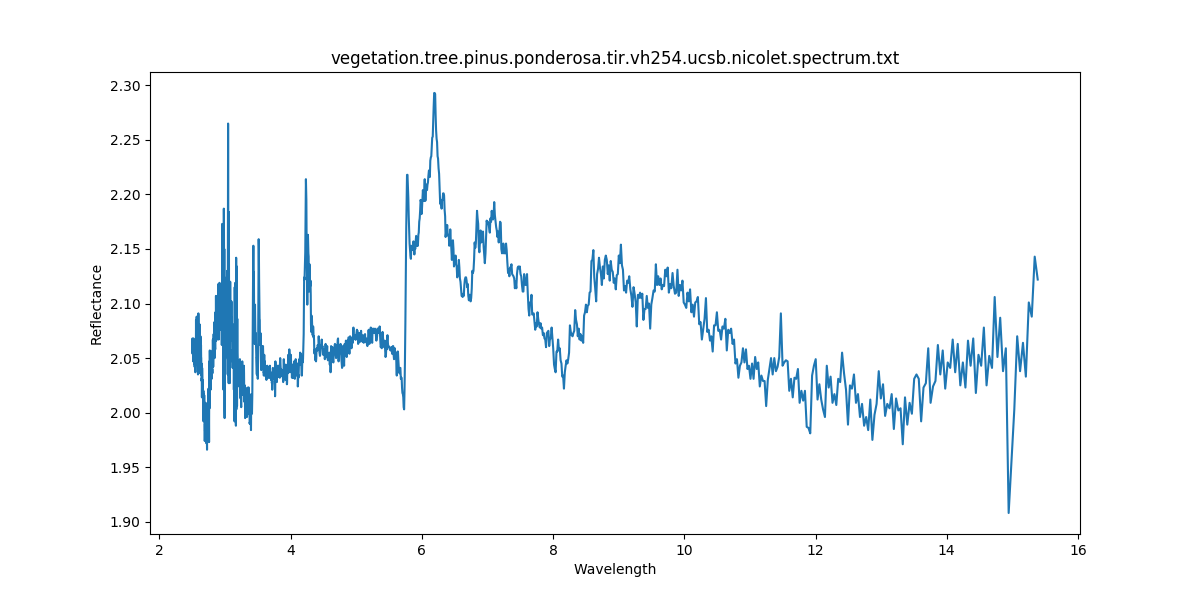 vegetation.tree.pinus.ponderosa.tir.vh254.ucsb.nicolet.spectrum.txt
2.30
2.25
2.20
2.15
2.10
2.05
2.00
1.95
1.90
Reflectance
2 4 6 8 10 12 14 16
Wavelength